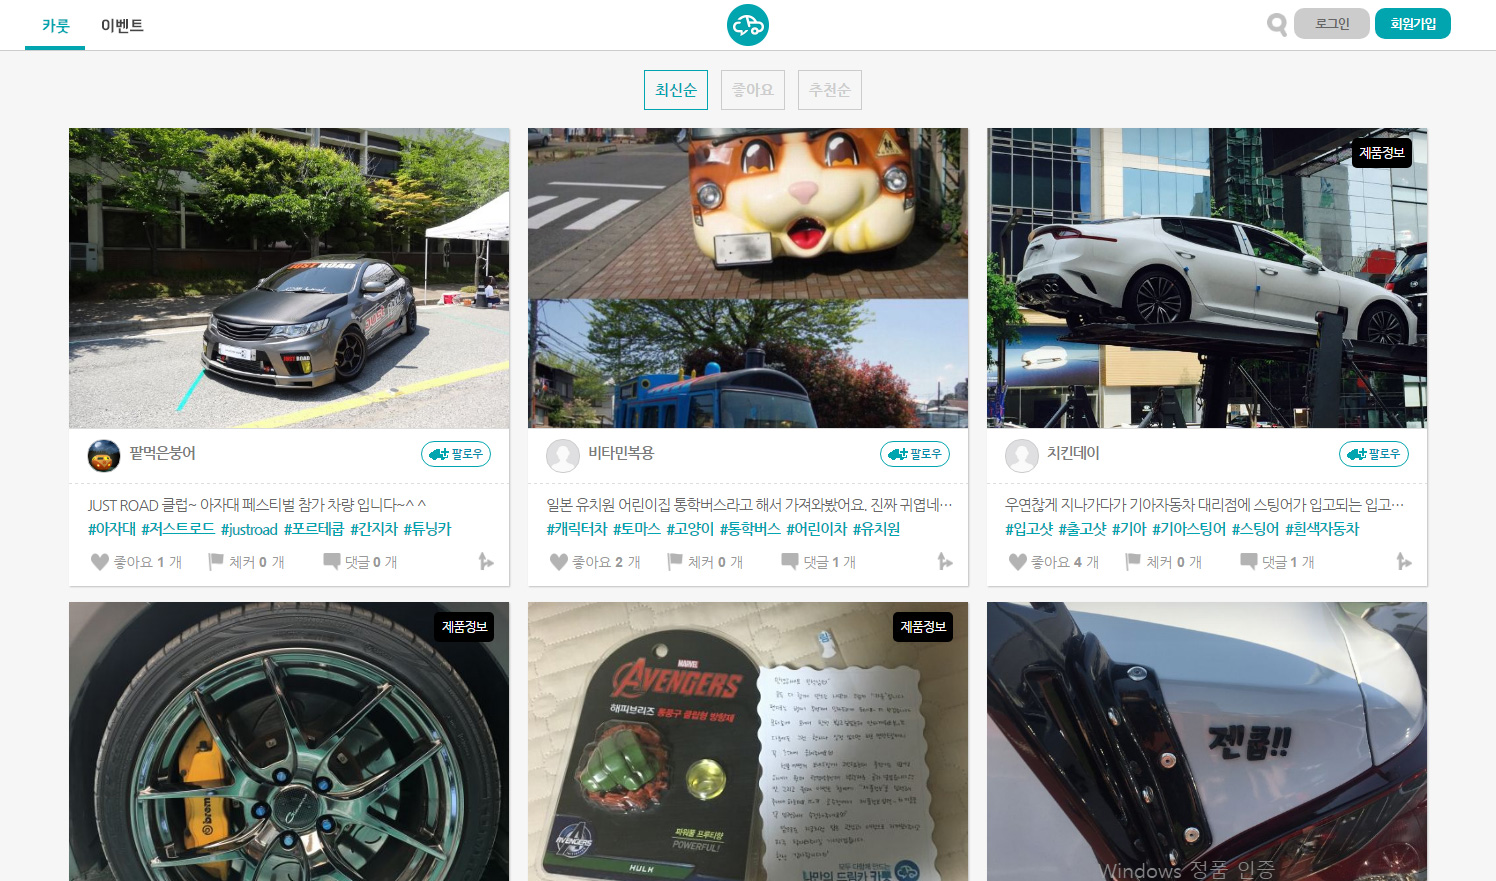 카룻
이벤트
로그인
회원가입
최신순
좋아요
추천순
JUST ROAD
제품정보
팥먹은붕어
팔로우
비타민복용
팔로우
치킨데이
팔로우
JUST ROAD 클럽~ 아자대 페스티벌 참가 차량 입니다~^ ^
#아자대 #저스트로드 #justroad #포르테쿱 #간지차 #튜닝카
일본 유치원 어린이집 통학버스라고 해서 가져와봤어요. 진짜 귀엽네…
#캐릭터차 #토마스 #고양이 #통학버스 #어린이차 #유치원
우연찮게 지나가다가 기아자동차 대리점에 스팅어가 입고되는 입고…
#입고샷 #출고샷 #기아 #기아스팅어 #스팅어 #흰색자동차
좋아요 1 개
체커 0 개
댓글 0 개
좋아요 2 개
체커 0 개
댓글 1 개
좋아요 4 개
체커 0 개
댓글 1 개
제품정보
brembo
제품정보
MARVEL
AVENGERS
해피브리즈 통풍구 클립형 방향제
AVENGERS
파워풀 프루티향
POWERFUL!
HULK
모두 다함께 만드는
나만의 드림카 카룻
젠쿱!!
Windows 정품 인증